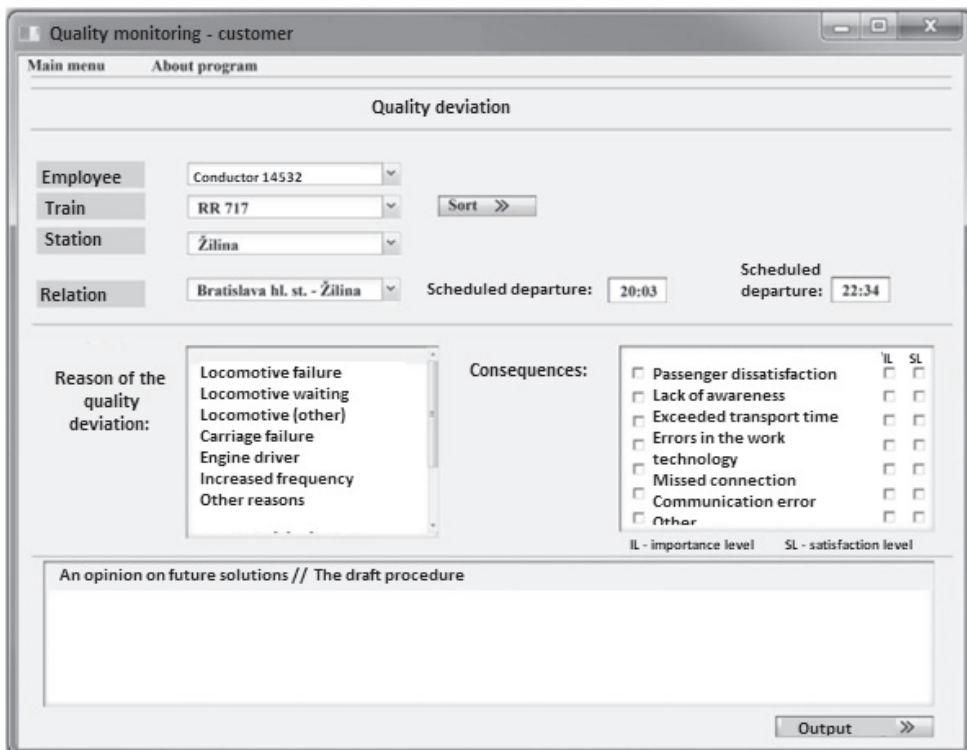 Quality monitoring - customer
Main menu About program
Quality deviation
Employee Conductor 14532
Train RR 717 Sort >>
Station Žilina
Relation Bratislava hl. st. - Žilina Scheduled departure: 20:03 Scheduled departure: 22:34
Reason of the quality deviation:
Locomotive failure
Locomotive waiting
Locomotive (other)
Carriage failure
Engine driver
Increased frequency
Other reasons
Consequences:
IL SL
Passenger dissatisfaction
Lack of awareness
Exceeded transport time
Errors in the work
technology
Missed connection
Communication error
Other
IL - importance level SL - satisfaction level
An opinion on future solutions // The draft procedure
Output >>